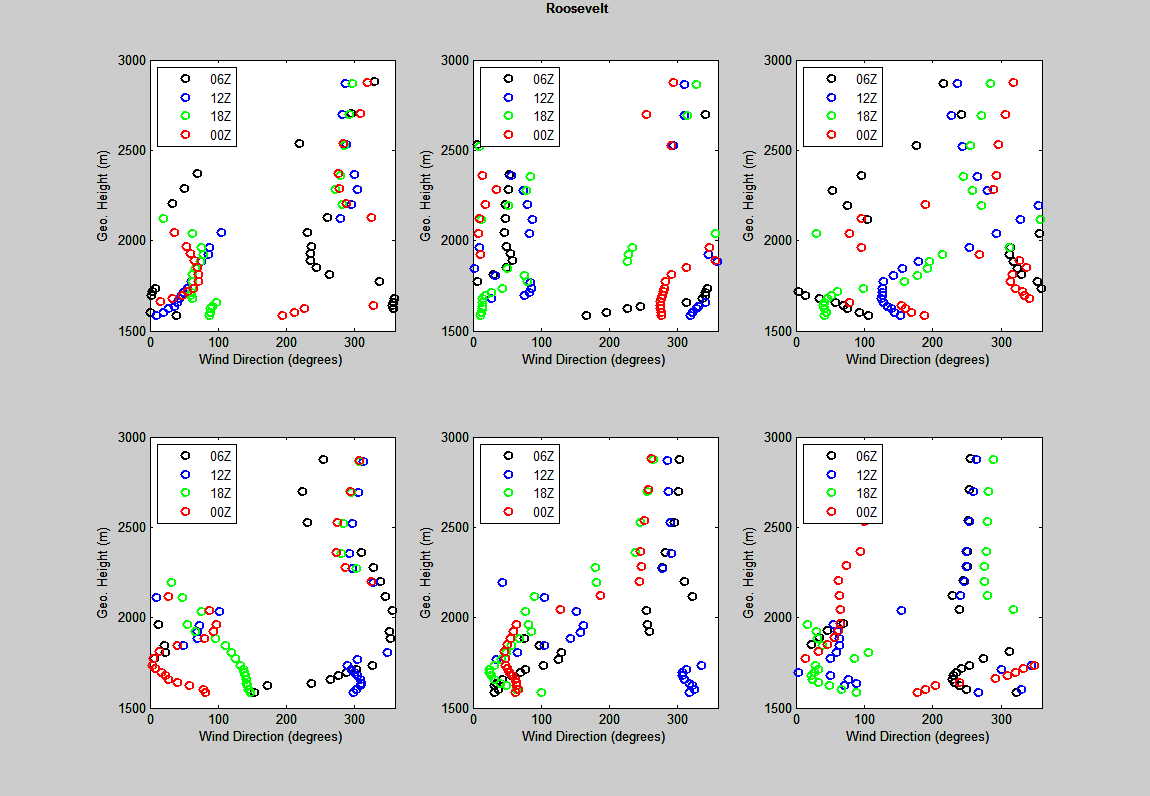 Roosevelt
3000
2500
2000
1500
Geo. Height (m)
06Z
12Z
18Z
00Z
0 100 200 300
Wind Direction (degrees)
3000
2500
2000
1500
Geo. Height (m)
06Z
12Z
18Z
00Z
0 100 200 300
Wind Direction (degrees)
3000
2500
2000
1500
Geo. Height (m)
06Z
12Z
18Z
00Z
0 100 200 300
Wind Direction (degrees)
3000
2500
2000
1500
Geo. Height (m)
06Z
12Z
18Z
00Z
0 100 200 300
Wind Direction (degrees)
3000
2500
2000
1500
Geo. Height (m)
06Z
12Z
18Z
00Z
0 100 200 300
Wind Direction (degrees)
3000
2500
2000
1500
Geo. Height (m)
06Z
12Z
18Z
00Z
0 100 200 300
Wind Direction (degrees)